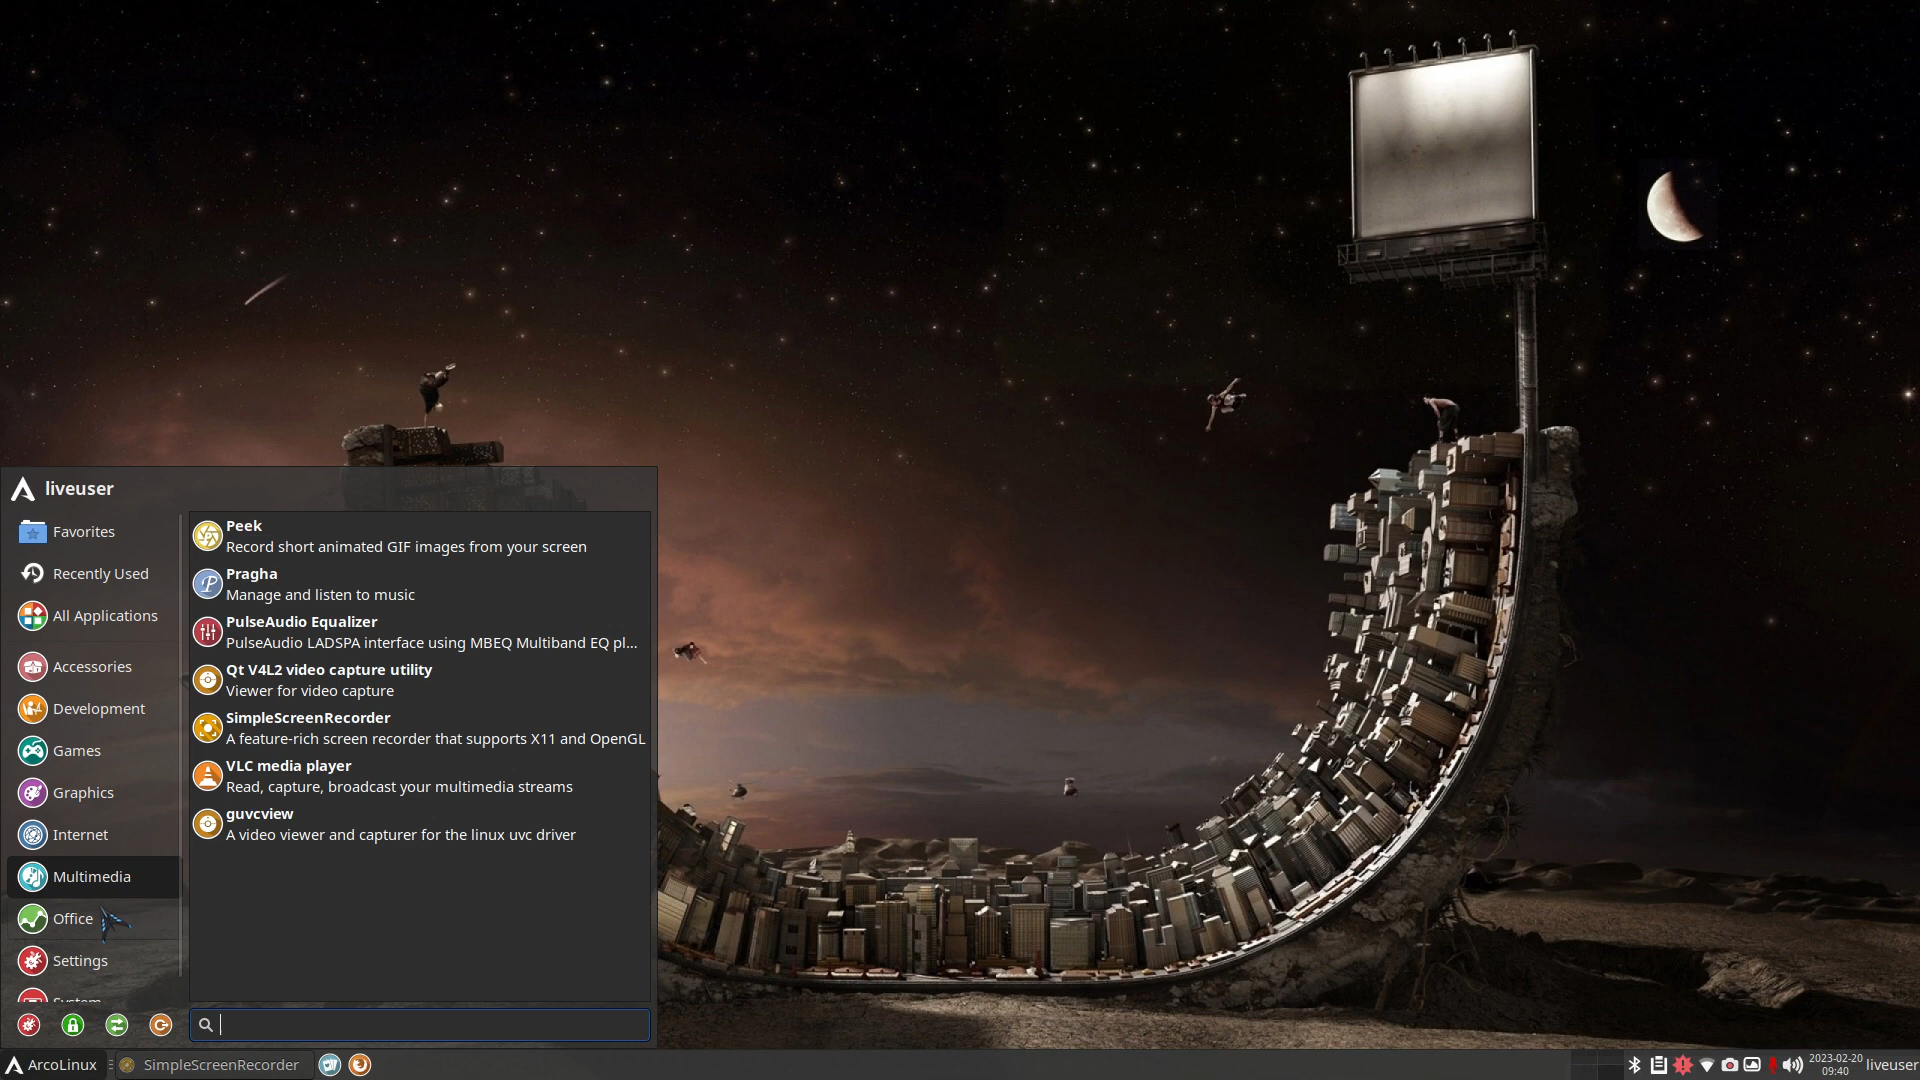 liveuser
Favorites
Recently Used
All Applications
Accessories
Development
Games
Graphics
Internet
Multimedia
Office
Settings
System
Peek
Record short animated GIF images from your screen
Pragha
Manage and listen to music
PulseAudio Equalizer
PulseAudio LADSPA interface using MBEQ Multiband EQ pl...
Qt V4L2 video capture utility
Viewer for video capture
SimpleScreenRecorder
A feature-rich screen recorder that supports X11 and OpenGL
VLC media player
Read, capture, broadcast your multimedia streams
guvcview
A video viewer and capturer for the linux uvc driver
ArcoLinux
SimpleScreenRecorder
2023-02-20
09:40
liveuser